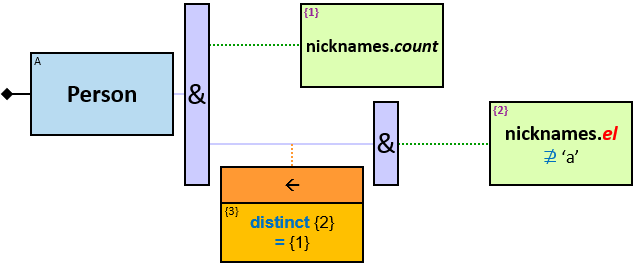 {1}
nicknames.count
A
Person
&
{2}
nicknames.el
⊉ 'a'
&
←
{3}
distinct {2}
= {1}